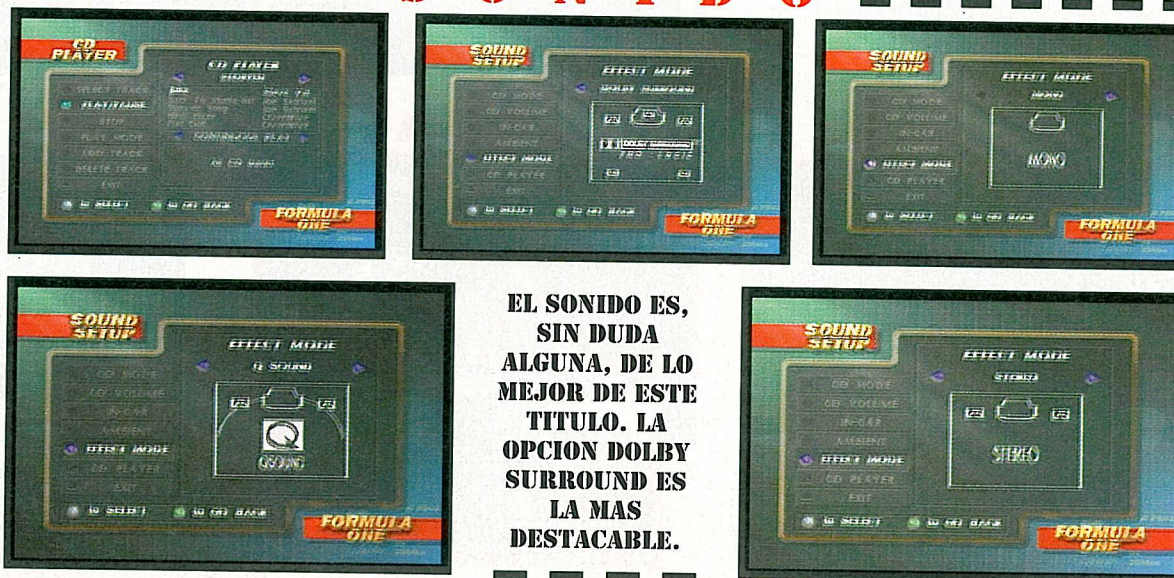 SONIDO
CD
PLAYER
CD PLAYER
SELECT TRACK
PLAY/PAUSE
STOP
PLAY MODE
ADD TRACK
DELETE TRACK
EXIT
CONTINUOUS PLAY
TO SELECT
TO GO BACK
FORMULA
ONE
SOUND
SETUP
EFFECT MODE
DOLBY SURROUND
CD MODE
CD VOLUME
IN-CAR
AMBIENT
EFFECT MODE
CD PLAYER
EXIT
DOLBY SURROUND
TO SELECT
TO GO BACK
FORMULA
ONE
SOUND
SETUP
EFFECT MODE
MONO
CD MODE
CD VOLUME
IN-CAR
AMBIENT
EFFECT MODE
CD PLAYER
EXIT
MONO
TO SELECT
TO GO BACK
FORMULA
ONE
SOUND
SETUP
EFFECT MODE
Q SOUND
CD MODE
CD VOLUME
IN-CAR
AMBIENT
EFFECT MODE
CD PLAYER
EXIT
Q
QSOUND
TO SELECT
TO GO BACK
FORMULA
ONE
EL SONIDO ES,
SIN DUDA
ALGUNA, DE LO
MEJOR DE ESTE
TITULO. LA
OPCION DOLBY
SURROUND ES
LA MAS
DESTACABLE.
SOUND
SETUP
EFFECT MODE
STEREO
CD MODE
CD VOLUME
IN-CAR
AMBIENT
EFFECT MODE
CD PLAYER
EXIT
STEREO
TO SELECT
TO GO BACK
FORMULA
ONE